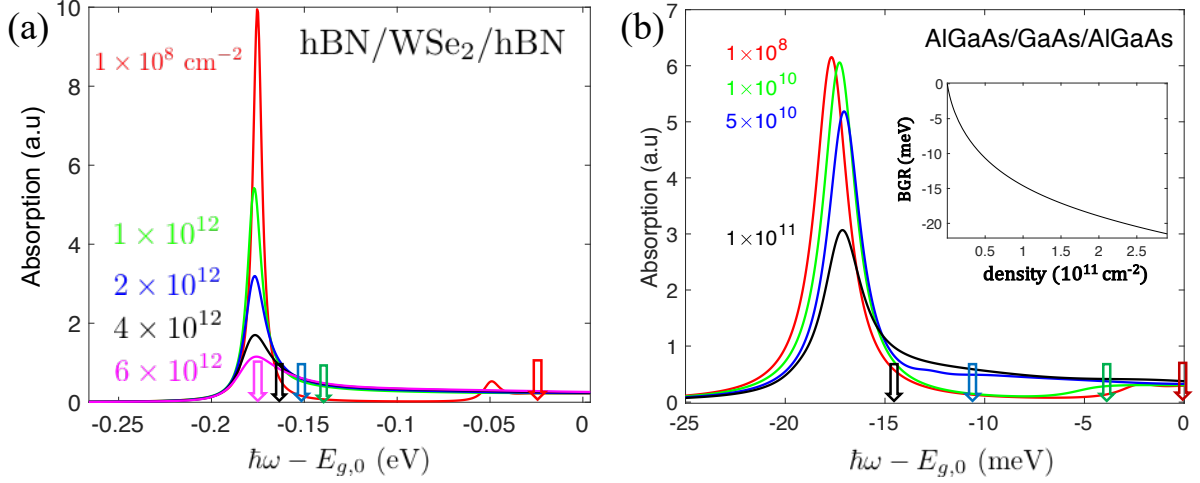 (a)
hBN/WSe₂/hBN
1 × 10⁸ cm⁻²
1 × 10¹²
2 × 10¹²
4 × 10¹²
6 × 10¹²
Absorption (a.u)
10
8
6
4
2
0
-0.25 -0.2 -0.15 -0.1 -0.05 0
ħω − E_g,0 (eV)
(b)
AlGaAs/GaAs/AlGaAs
1×10⁸
1×10¹⁰
5×10¹⁰
1×10¹¹
Absorption (a.u)
7
6
5
4
3
2
1
0
-25 -20 -15 -10 -5 0
ħω − E_g,0 (meV)
BGR (meV)
0
-5
-10
-15
-20
0.5 1 1.5 2 2.5
density (10¹¹ cm⁻²)